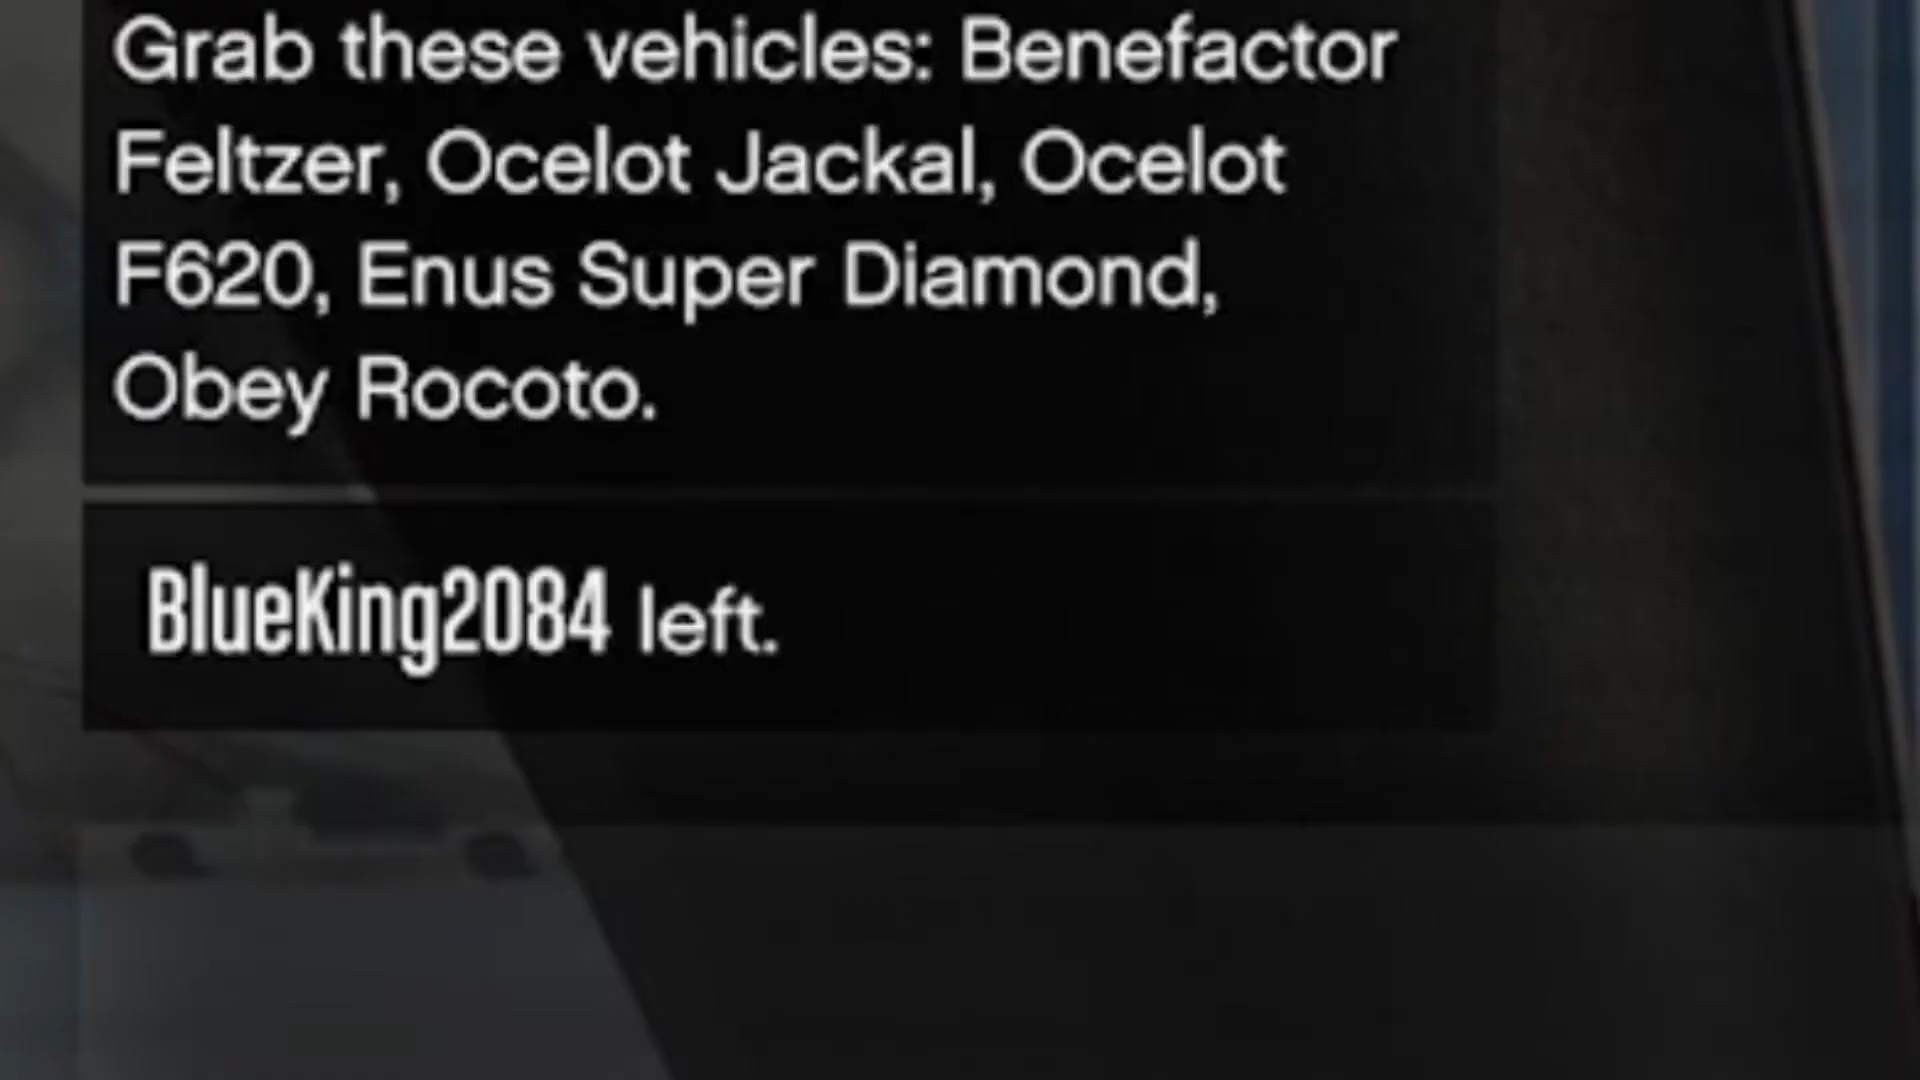 Grab these vehicles: Benefactor
Feltzer, Ocelot Jackal, Ocelot
F620, Enus Super Diamond,
Obey Rocoto.
BlueKing2084 left.